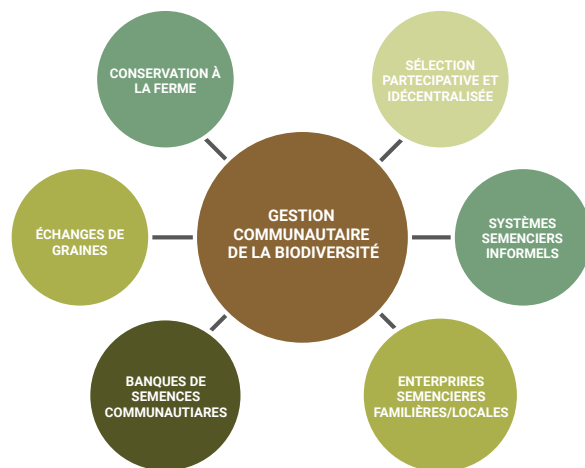 CONSERVATION À
LA FERME
SÉLECTION
PARTECIPATIVE ET
IDÉCENTRALISÉE
GESTION
COMMUNAUTAIRE
DE LA BIODIVERSITÉ
ÉCHANGES DE
GRAINES
SYSTÈMES
SEMENCIERS
INFORMELS
BANQUES DE
SEMENCES
COMMUNAUTIARES
ENTERPRIRES
SEMENCIERES
FAMILIÈRES/LOCALES